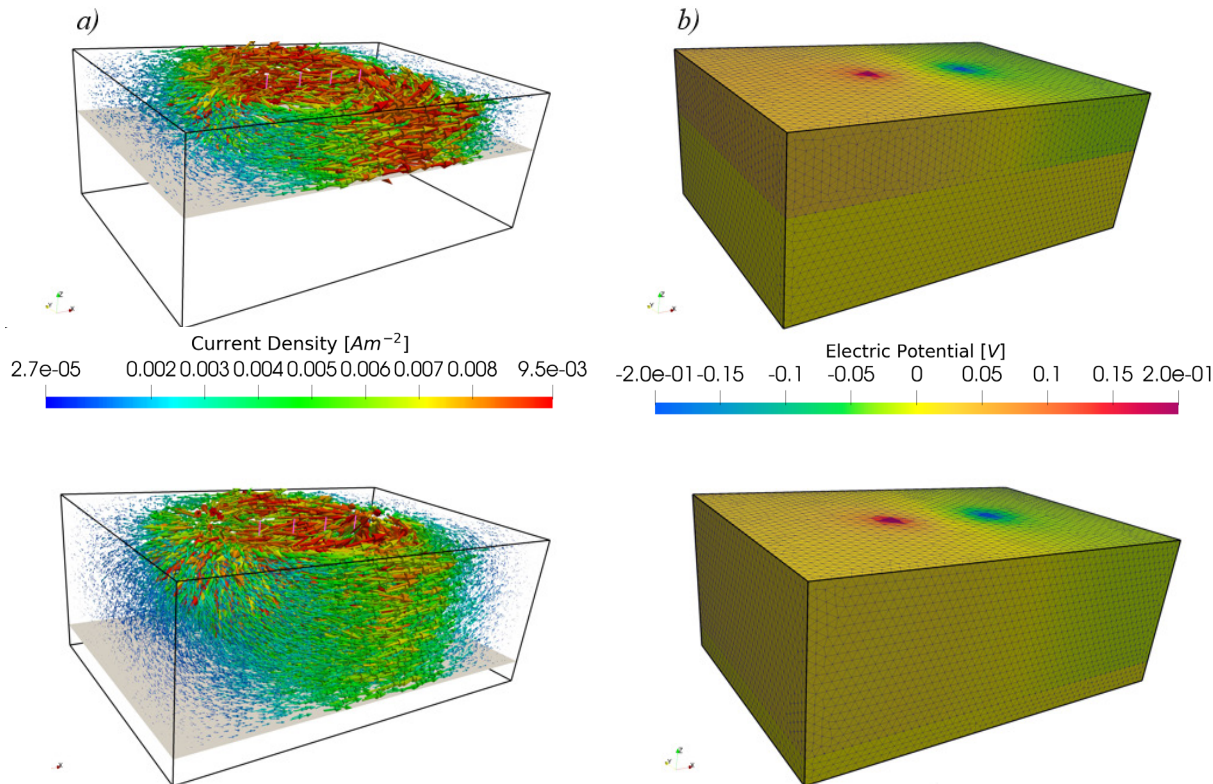 a)
b)
Z
Y
X
Z
Y
X
Current Density [Am⁻²]
2.7e-05 0.002 0.003 0.004 0.005 0.006 0.007 0.008 9.5e-03
Electric Potential [V]
-2.0e-01 -0.15 -0.1 -0.05 0 0.05 0.1 0.15 2.0e-01
X
Z
Y
X